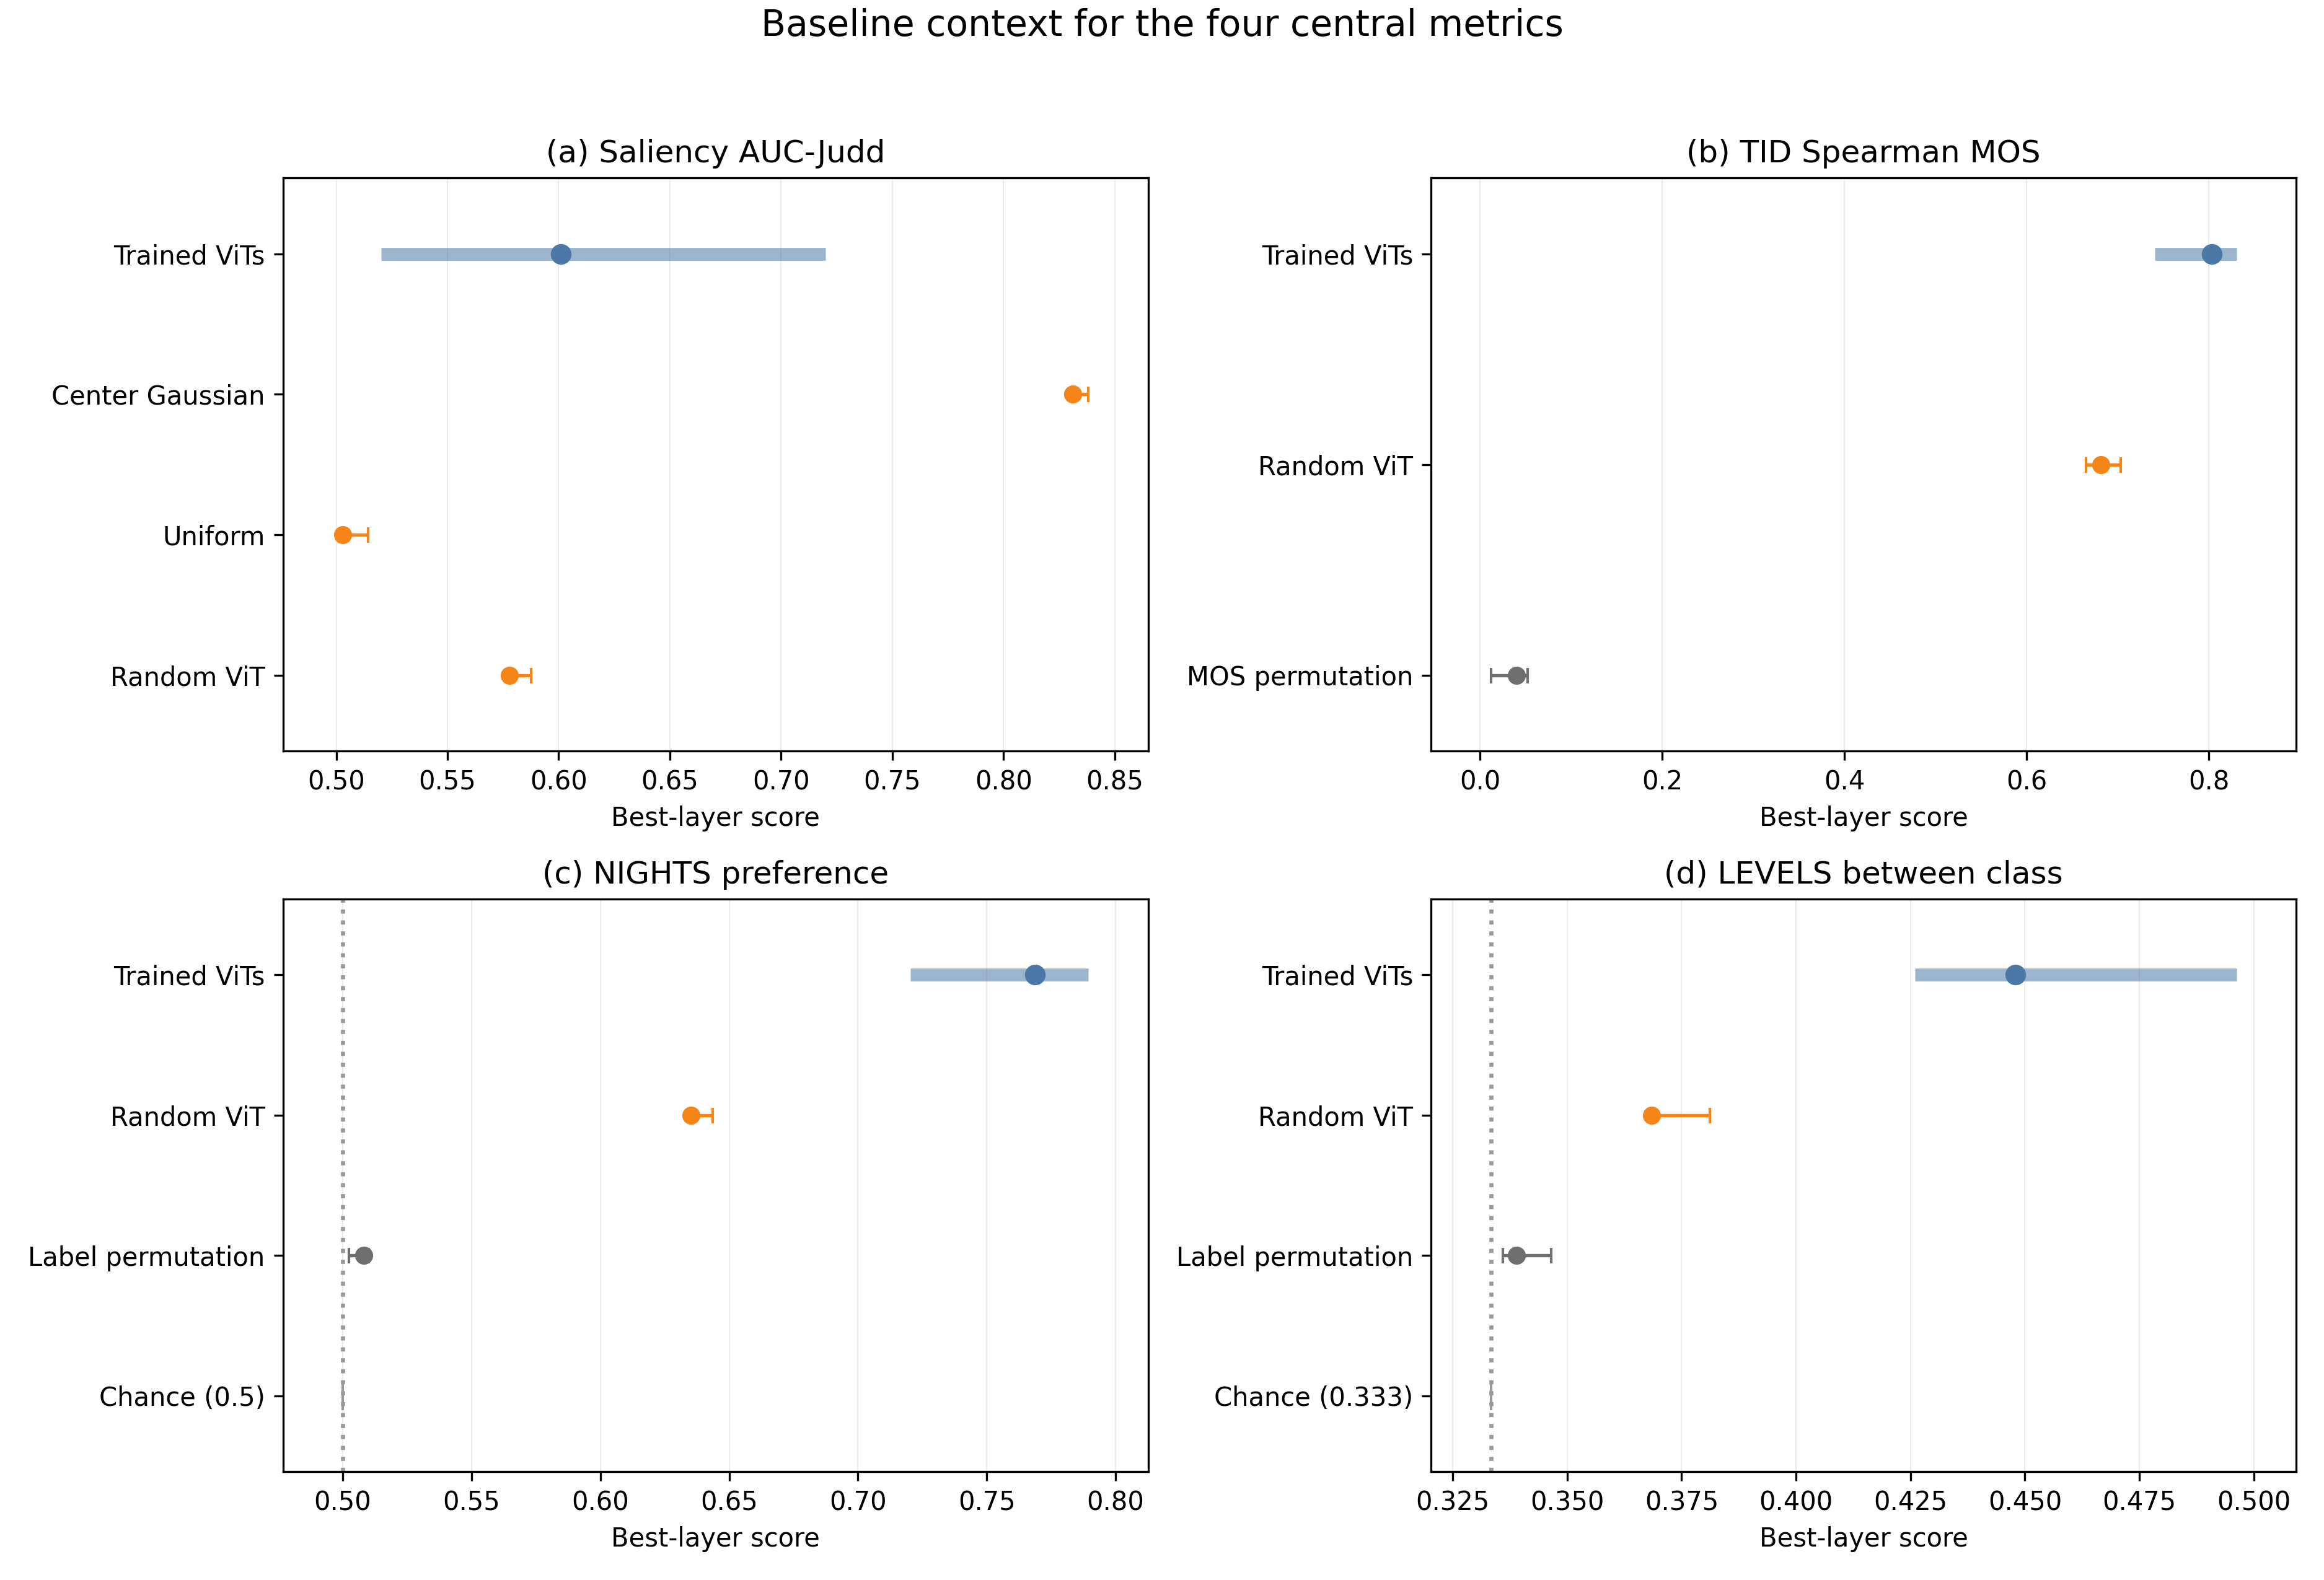 Baseline context for the four central metrics
(a) Saliency AUC-Judd
Trained ViTs
Center Gaussian
Uniform
Random ViT
0.50 0.55 0.60 0.65 0.70 0.75 0.80 0.85
Best-layer score
(b) TID Spearman MOS
Trained ViTs
Random ViT
MOS permutation
0.0 0.2 0.4 0.6 0.8
Best-layer score
(c) NIGHTS preference
Trained ViTs
Random ViT
Label permutation
Chance (0.5)
0.50 0.55 0.60 0.65 0.70 0.75 0.80
Best-layer score
(d) LEVELS between class
Trained ViTs
Random ViT
Label permutation
Chance (0.333)
0.325 0.350 0.375 0.400 0.425 0.450 0.475 0.500
Best-layer score